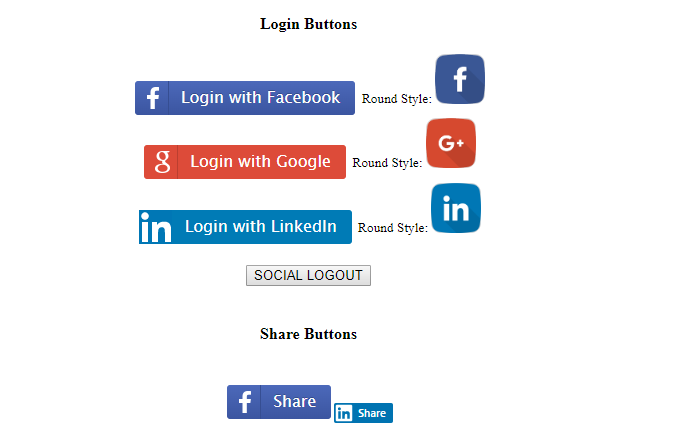 Login Buttons
f Login with Facebook Round Style: f
g Login with Google Round Style: G+
in Login with LinkedIn Round Style: in
SOCIAL LOGOUT
Share Buttons
f Share in Share